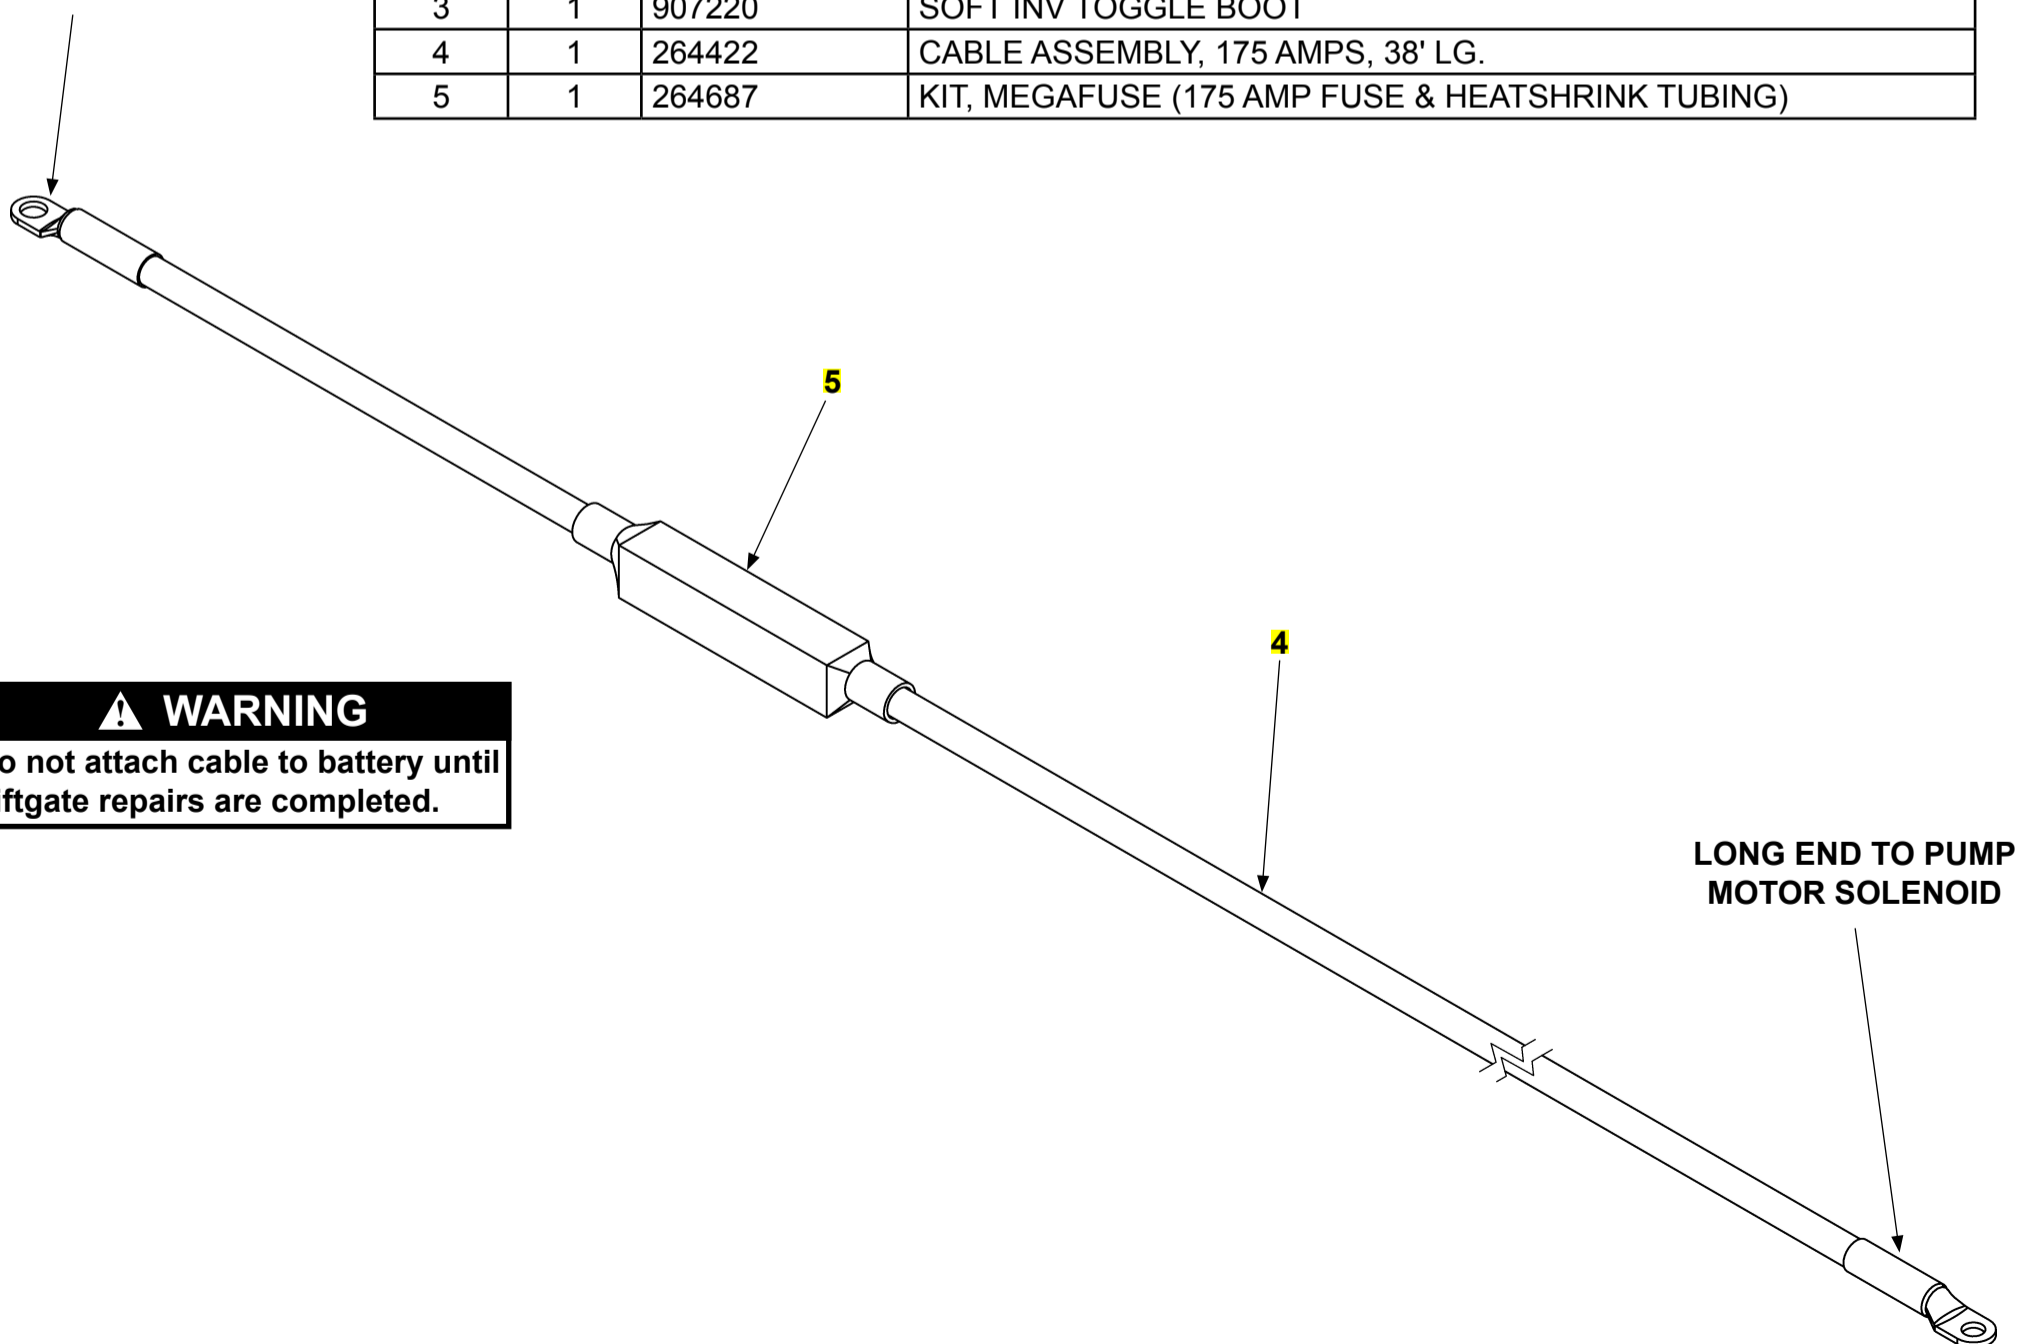 3 1 907220 SOFT INV TOGGLE BOOT
4 1 264422 CABLE ASSEMBLY, 175 AMPS, 38' LG.
5 1 264687 KIT, MEGAFUSE (175 AMP FUSE & HEATSHRINK TUBING)
5
4
WARNING
o not attach cable to battery until
iftgate repairs are completed.
LONG END TO PUMP
MOTOR SOLENOID